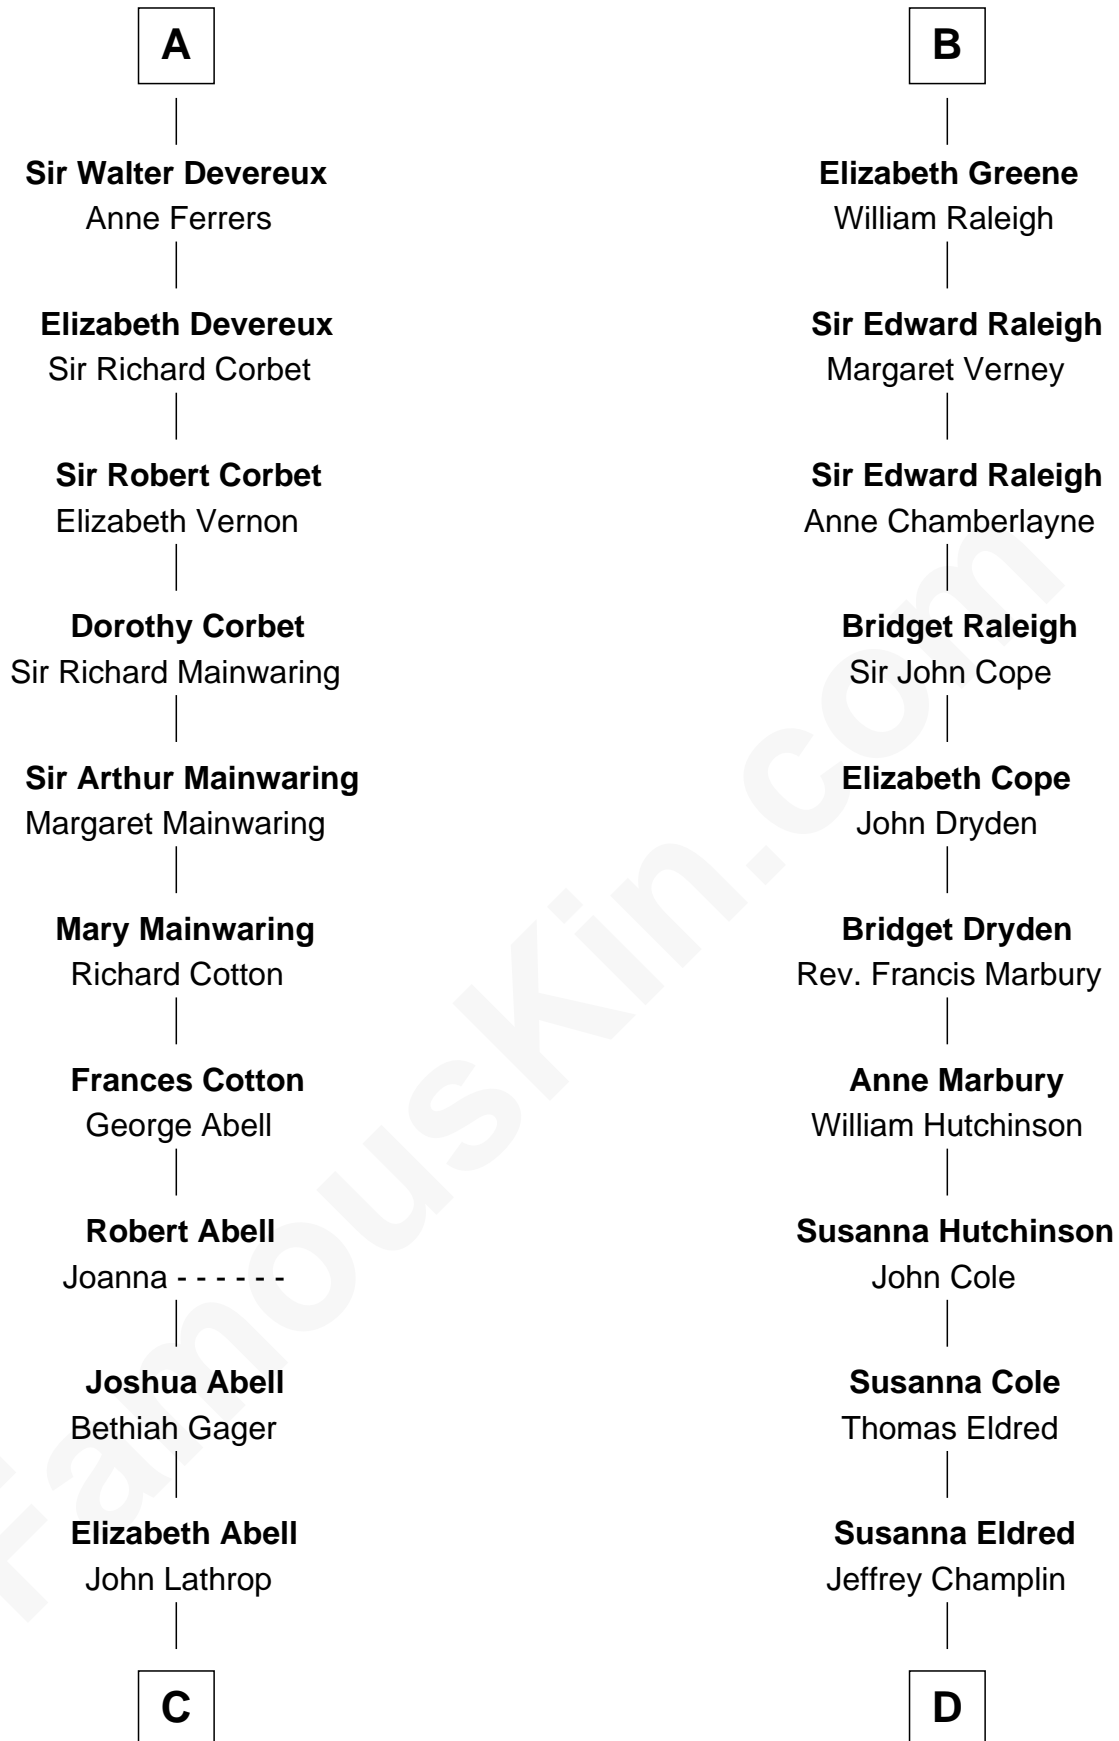 A
Sir Walter Devereux
Anne Ferrers
Elizabeth Devereux
Sir Richard Corbet
Sir Robert Corbet
Elizabeth Vernon
Dorothy Corbet
Sir Richard Mainwaring
Sir Arthur Mainwaring
Margaret Mainwaring
Mary Mainwaring
Richard Cotton
Frances Cotton
George Abell
Robert Abell
Joanna - - - - - -
Joshua Abell
Bethiah Gager
Elizabeth Abell
John Lathrop
C
B
Elizabeth Greene
William Raleigh
Sir Edward Raleigh
Margaret Verney
Sir Edward Raleigh
Anne Chamberlayne
Bridget Raleigh
Sir John Cope
Elizabeth Cope
John Dryden
Bridget Dryden
Rev. Francis Marbury
Anne Marbury
William Hutchinson
Susanna Hutchinson
John Cole
Susanna Cole
Thomas Eldred
Susanna Eldred
Jeffrey Champlin
D
FamousKin.com